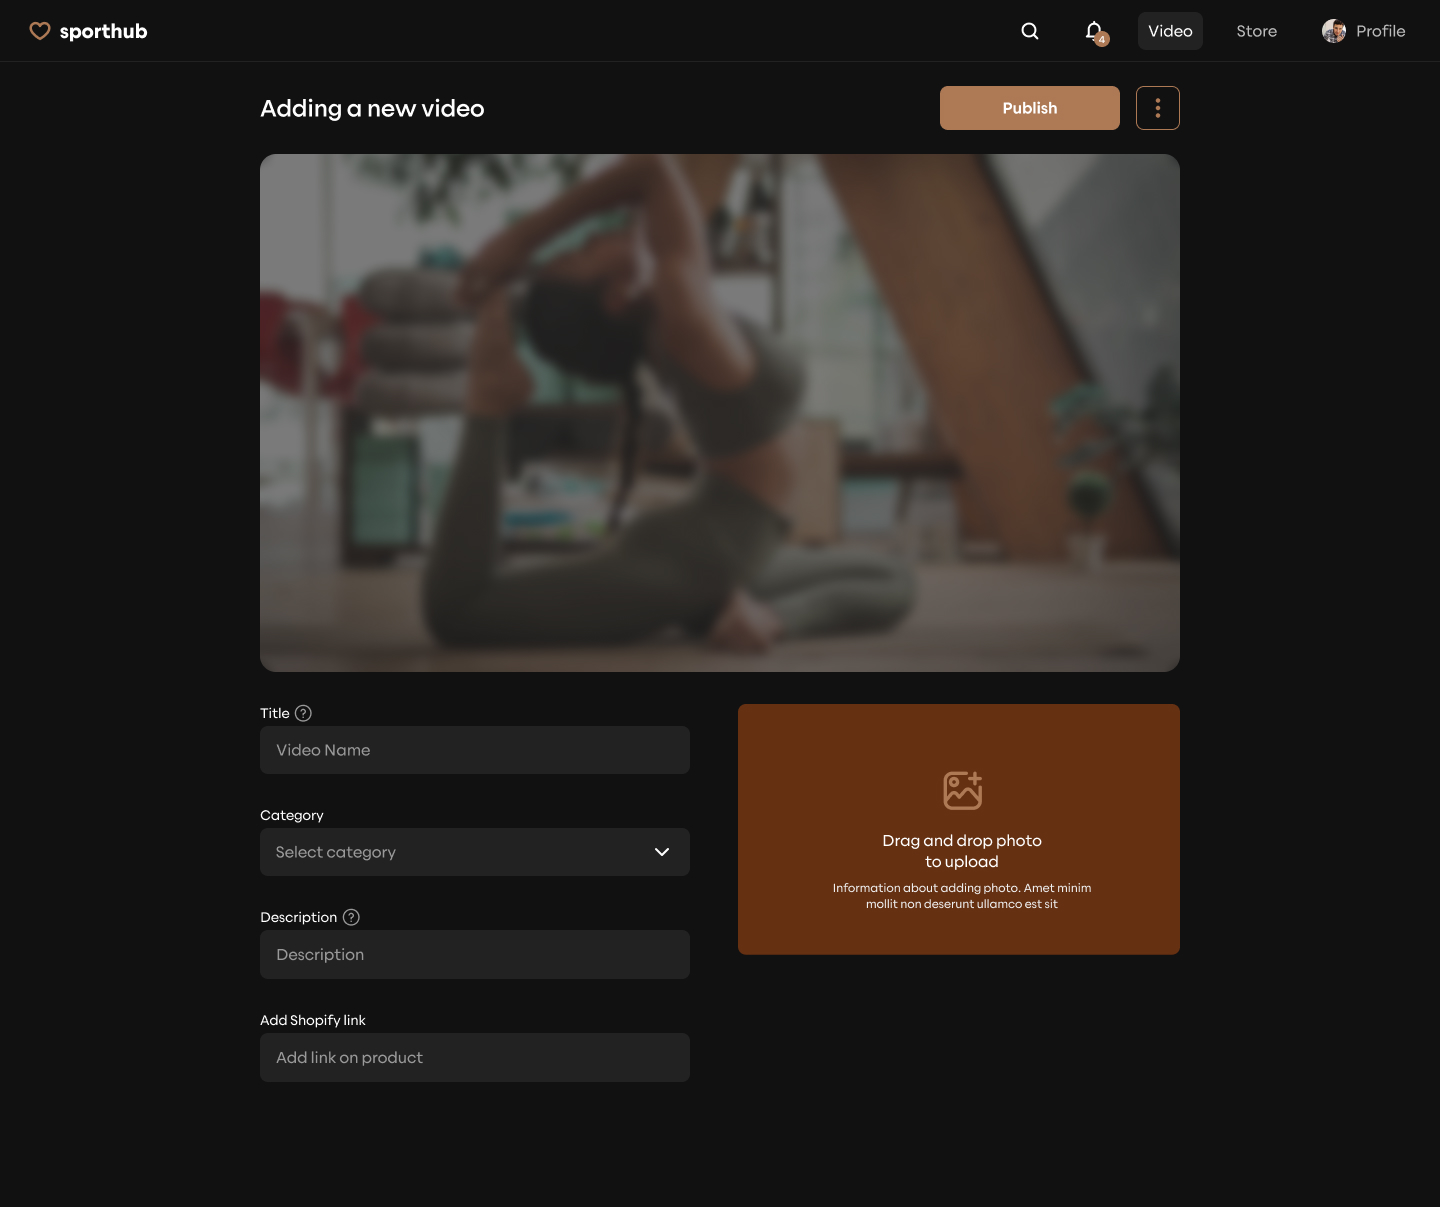 sporthub
4
Video
Store
Profile
Adding a new video
Publish
Title ?
Video Name
Category
Select category
Description ?
Description
Add Shopify link
Add link on product
Drag and drop photo
to upload
Information about adding photo. Amet minim
mollit non deserunt ullamco est sit